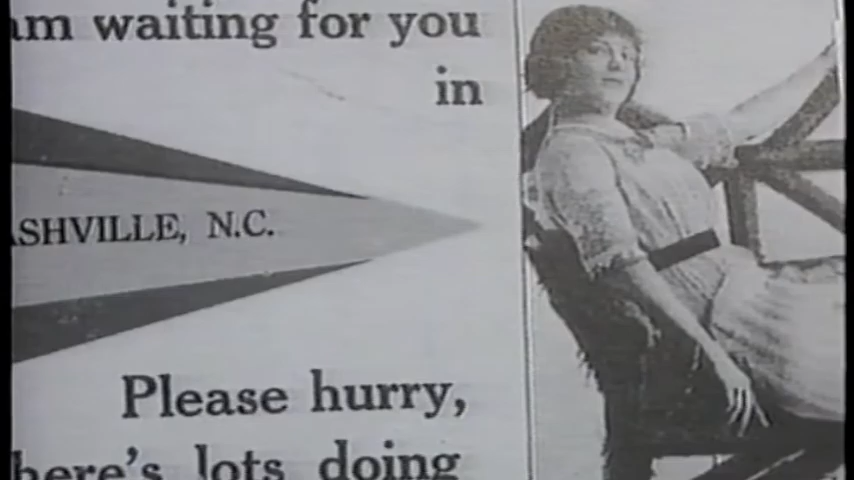 am waiting for you
in
ASHVILLE, N.C.
Please hurry,
here's lots doing